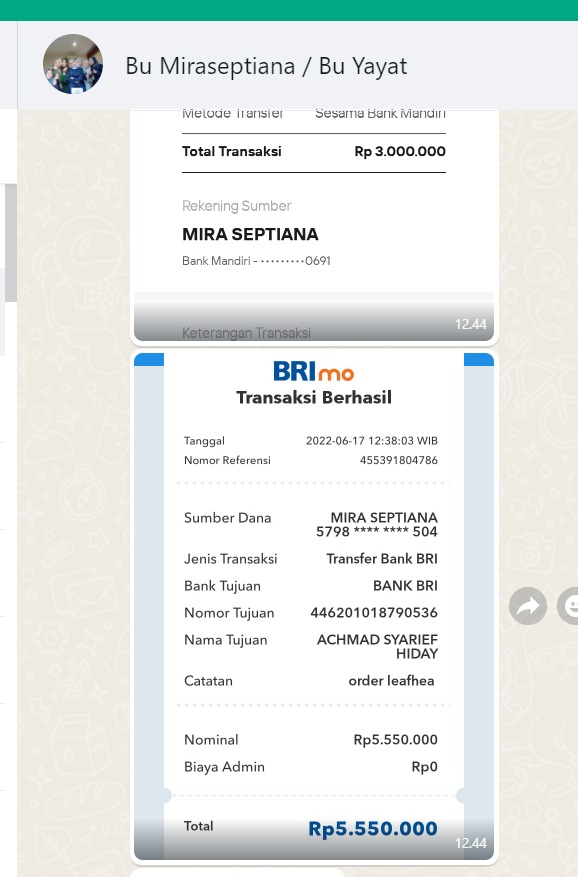 Bu Miraseptiana / Bu Yayat
Metode Transfer Sesama Bank Mandiri
Total Transaksi Rp 3.000.000
Rekening Sumber
MIRA SEPTIANA
Bank Mandiri - ·········0691
12.44
Keterangan Transaksi
BRImo
Transaksi Berhasil
Tanggal 2022-06-17 12:38:03 WIB
Nomor Referensi 455391804786
Sumber Dana MIRA SEPTIANA
5798 **** **** 504
Jenis Transaksi Transfer Bank BRI
Bank Tujuan BANK BRI
Nomor Tujuan 446201018790536
Nama Tujuan ACHMAD SYARIEF
HIDAY
Catatan order leafhea
Nominal Rp5.550.000
Biaya Admin Rp0
Total Rp5.550.000
12.44